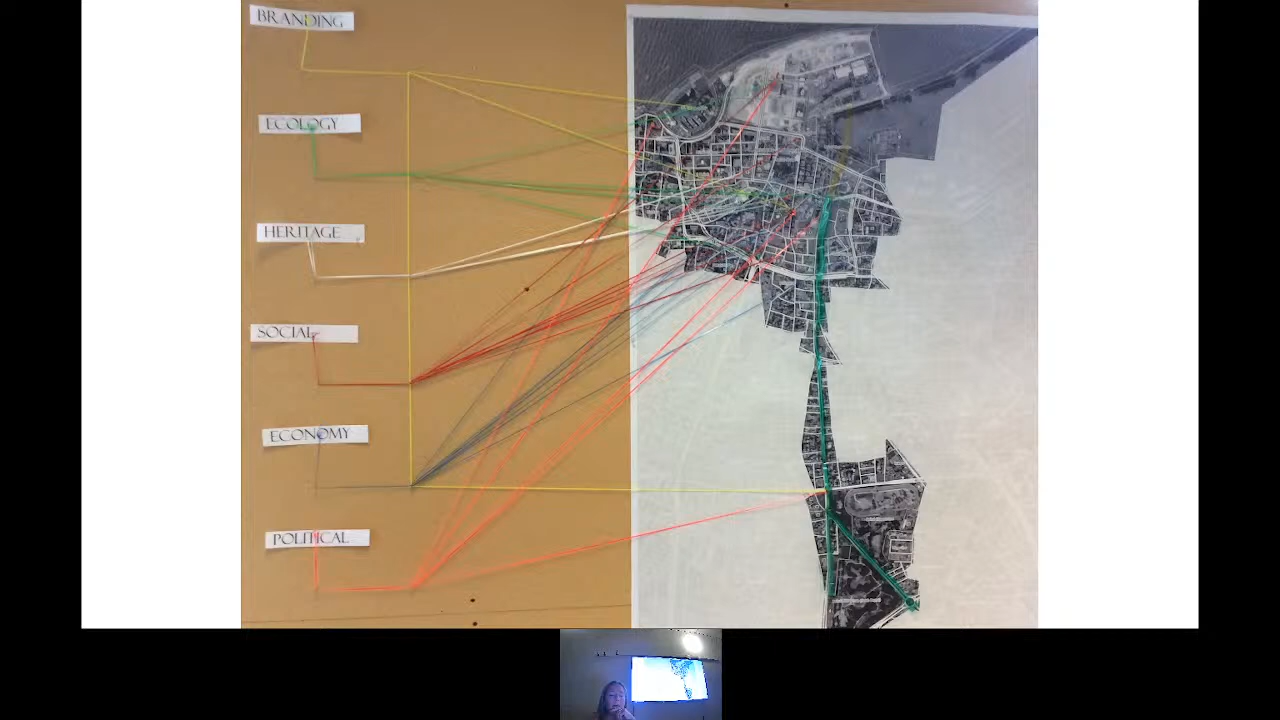 BRANDING
ECOLOGY
HERITAGE
SOCIAL
ECONOMY
POLITICAL